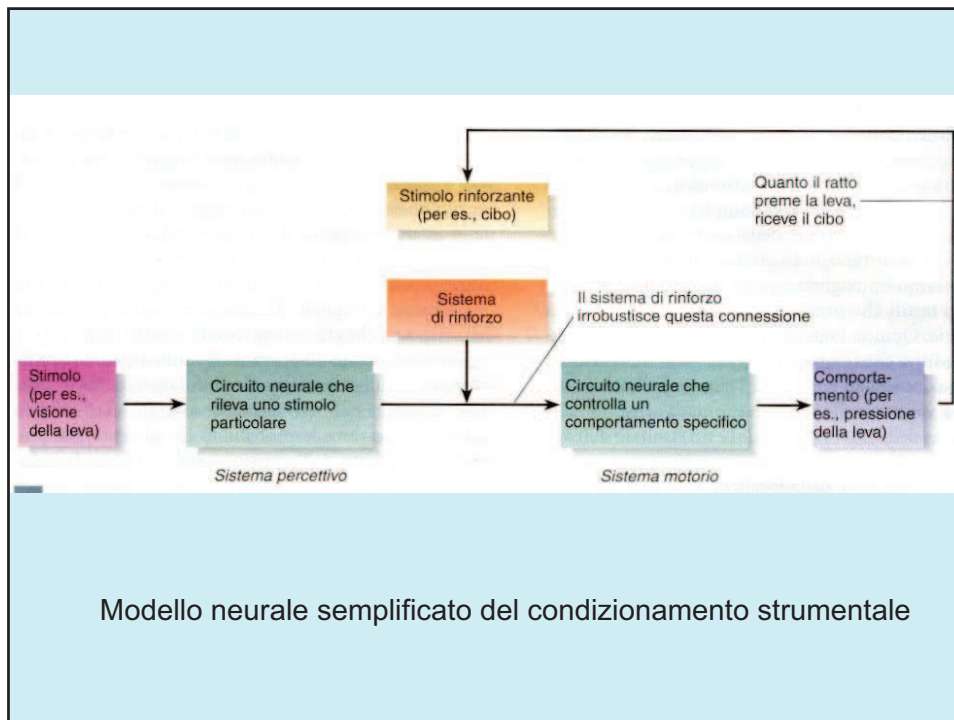 Stimolo rinforzante
(per es., cibo)
Quanto il ratto
preme la leva,
riceve il cibo
Sistema
di rinforzo
Il sistema di rinforzo
irrobustisce questa connessione
Stimolo
(per es.,
visione
della leva)
Circuito neurale che
rileva uno stimolo
particolare
Circuito neurale che
controlla un
comportamento specifico
Comporta-
mento (per
es., pressione
della leva)
Sistema percettivo
Sistema motorio
Modello neurale semplificato del condizionamento strumentale